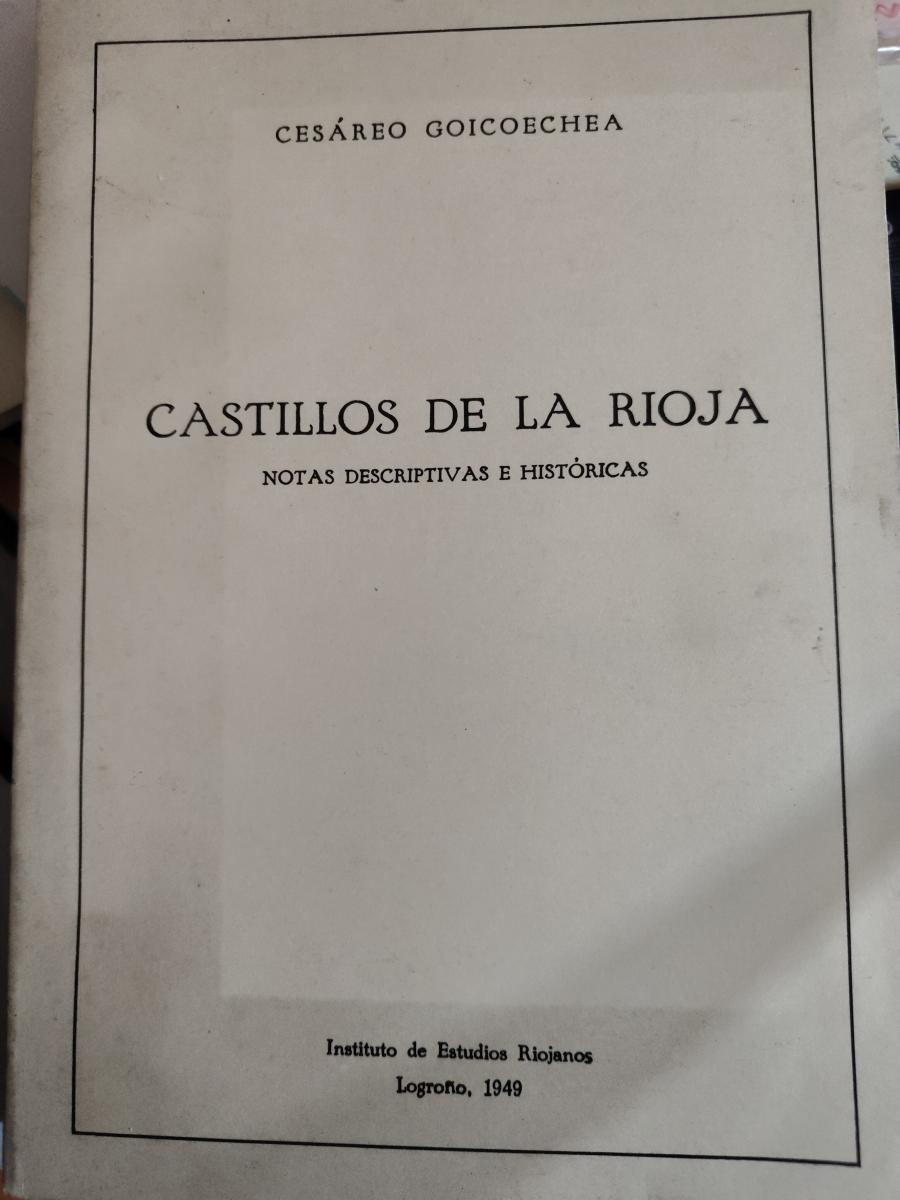 CESÁREO GOICOECHEA
CASTILLOS DE LA RIOJA
NOTAS DESCRIPTIVAS E HISTÓRICAS
Instituto de Estudios Riojanos
Logroño, 1949